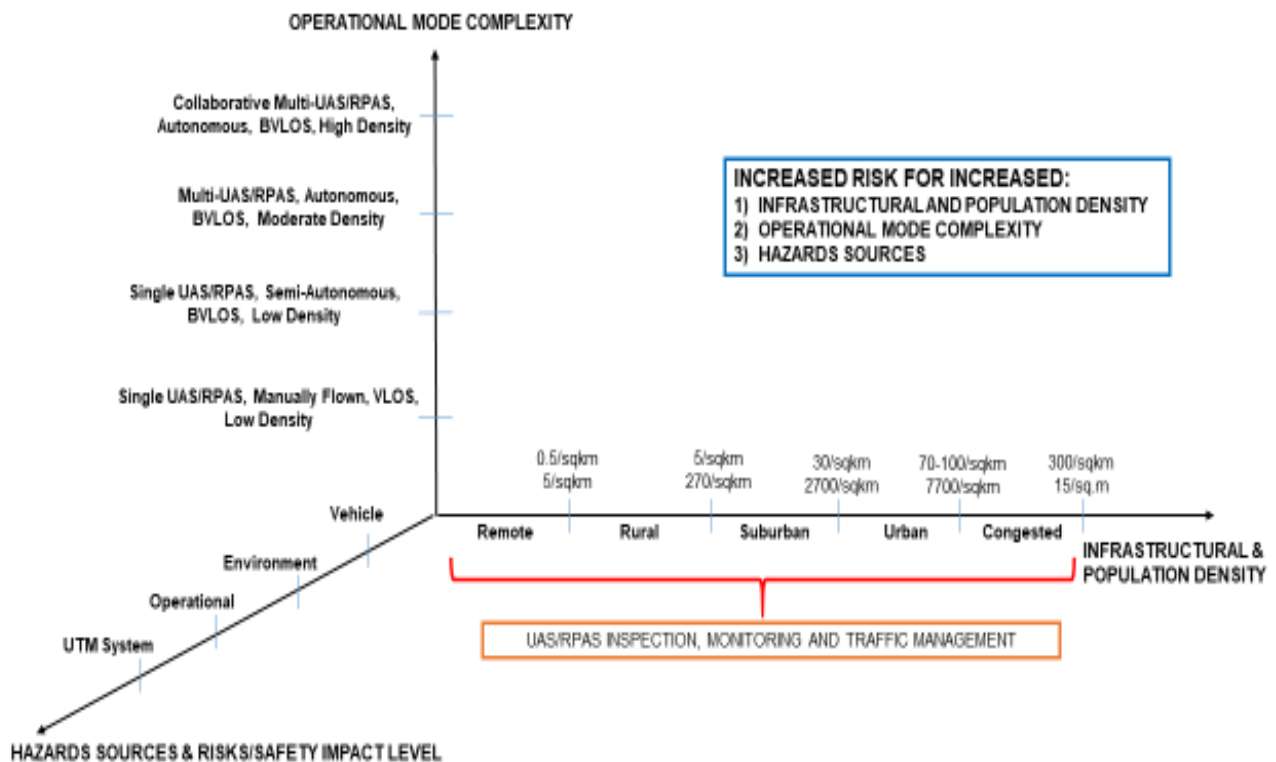 OPERATIONAL MODE COMPLEXITY
Collaborative Multi-UAS/RPAS,
Autonomous, BVLOS, High Density
Multi-UAS/RPAS, Autonomous,
BVLOS, Moderate Density
Single UAS/RPAS, Semi-Autonomous,
BVLOS, Low Density
Single UAS/RPAS, Manually Flown, VLOS,
Low Density
INCREASED RISK FOR INCREASED:
1) INFRASTRUCTURAL AND POPULATION DENSITY
2) OPERATIONAL MODE COMPLEXITY
3) HAZARDS SOURCES
0.5/sqkm
5/sqkm
5/sqkm
270/sqkm
30/sqkm
2700/sqkm
70-100/sqkm
7700/sqkm
300/sqkm
15/sq.m
Remote
Rural
Suburban
Urban
Congested
INFRASTRUCTURAL &
POPULATION DENSITY
Vehicle
Environment
Operational
UTM System
UAS/RPAS INSPECTION, MONITORING AND TRAFFIC MANAGEMENT
HAZARDS SOURCES & RISKS/SAFETY IMPACT LEVEL